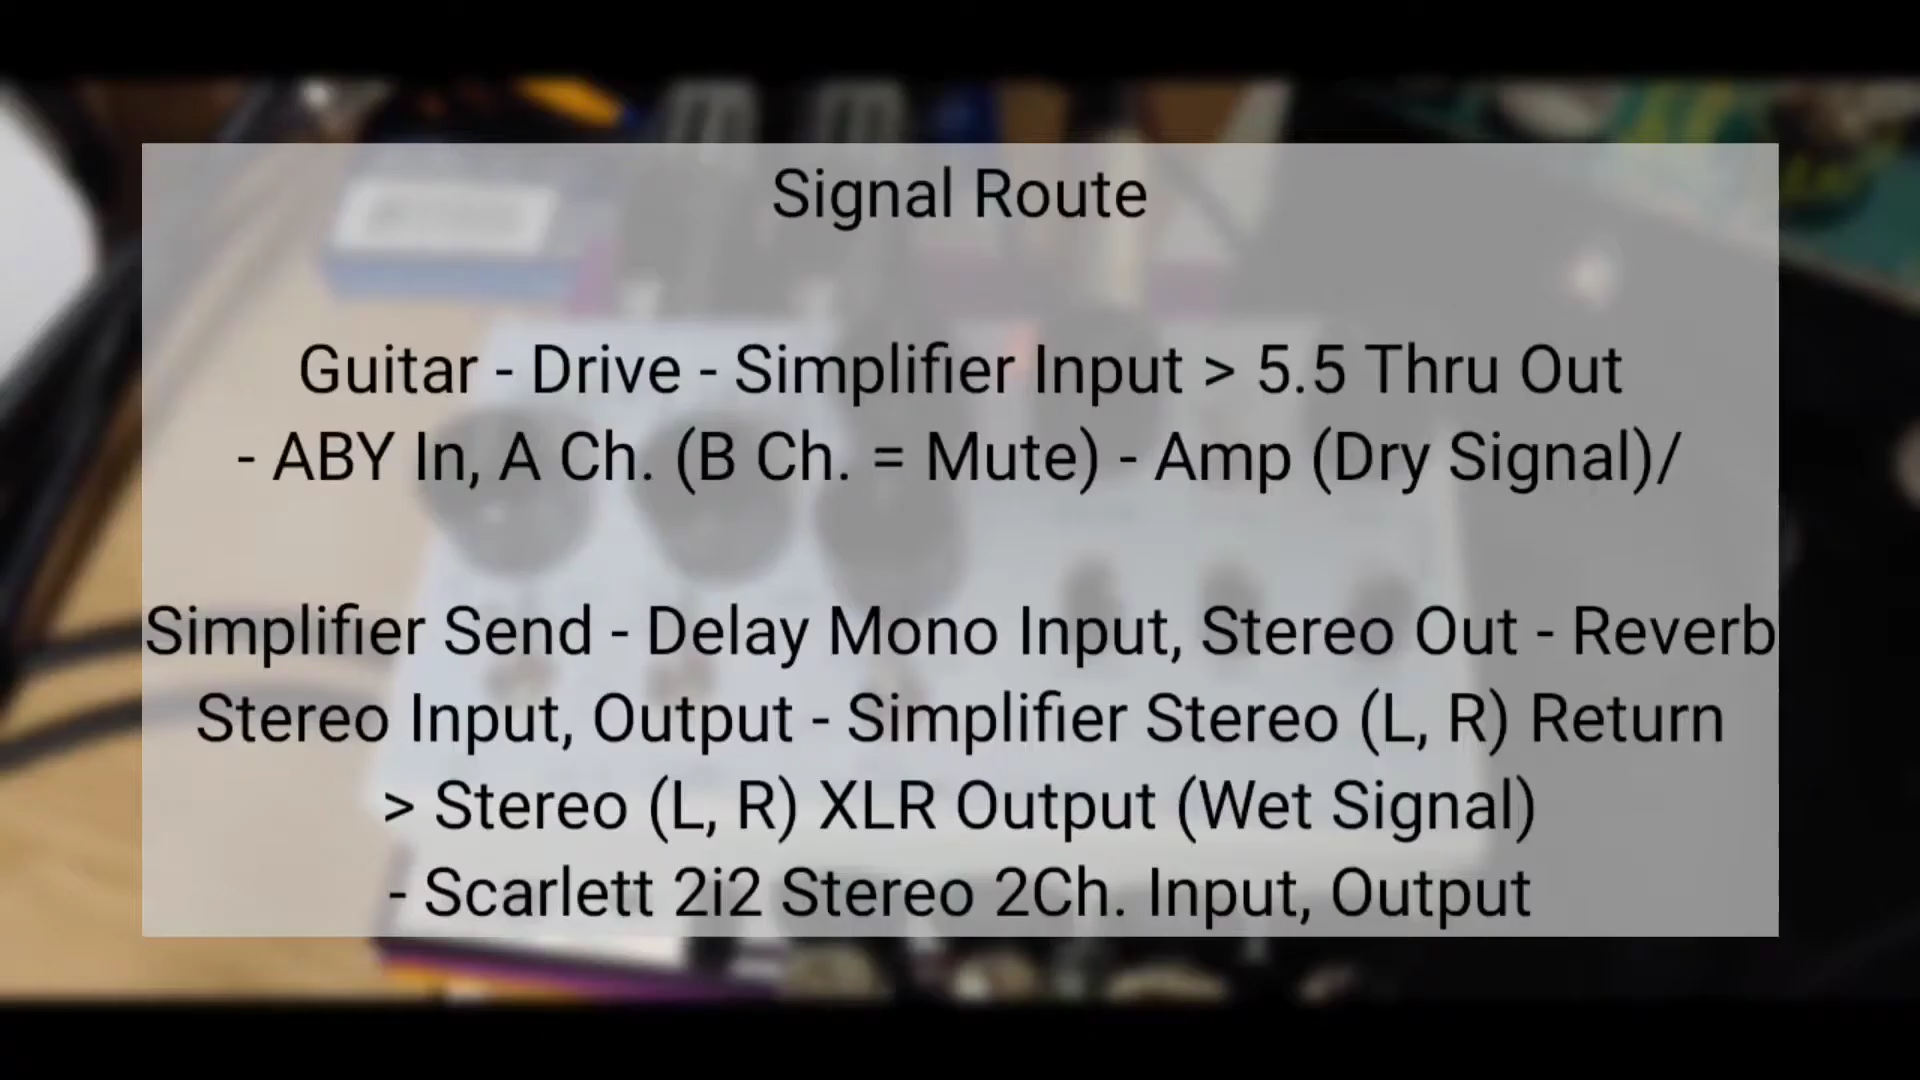 Signal Route
Guitar - Drive - Simplifier Input > 5.5 Thru Out
- ABY In, A Ch. (B Ch. = Mute) - Amp (Dry Signal)/
Simplifier Send - Delay Mono Input, Stereo Out - Reverb
Stereo Input, Output - Simplifier Stereo (L, R) Return
> Stereo (L, R) XLR Output (Wet Signal)
- Scarlett 2i2 Stereo 2Ch. Input, Output